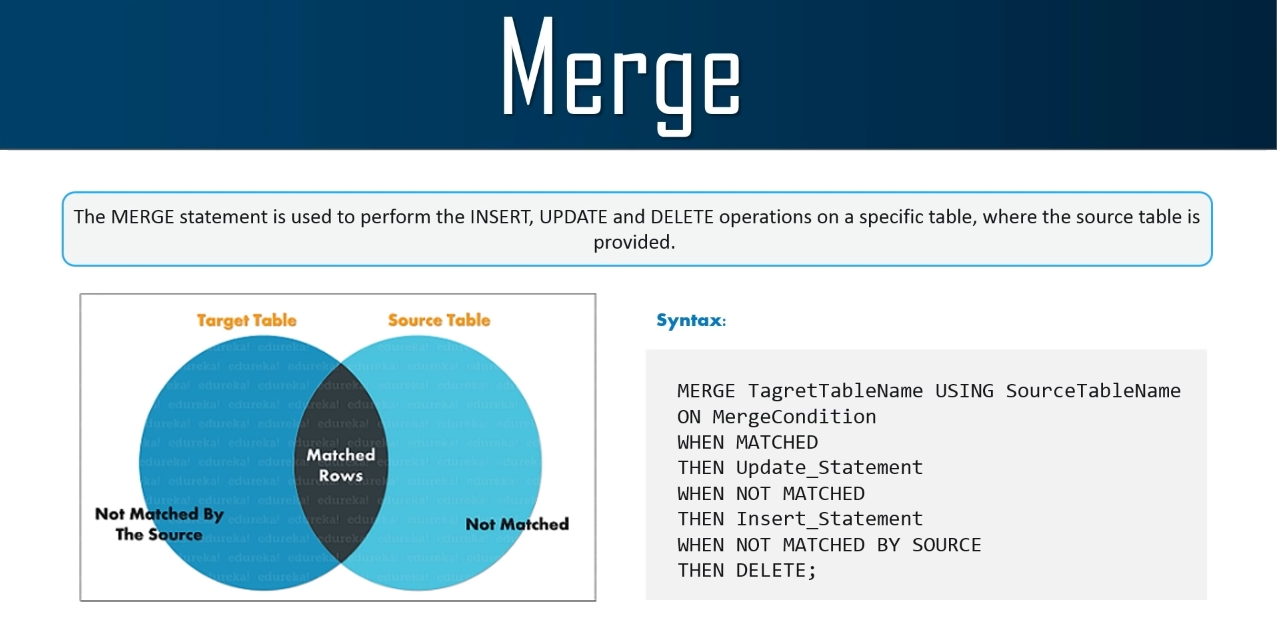 Merge
The MERGE statement is used to perform the INSERT, UPDATE and DELETE operations on a specific table, where the source table is
provided.
Target Table
Source Table
Matched
Rows
Not Matched By
The Source
Not Matched
Syntax:
MERGE TagretTableName USING SourceTableName
ON MergeCondition
WHEN MATCHED
THEN Update_Statement
WHEN NOT MATCHED
THEN Insert_Statement
WHEN NOT MATCHED BY SOURCE
THEN DELETE;